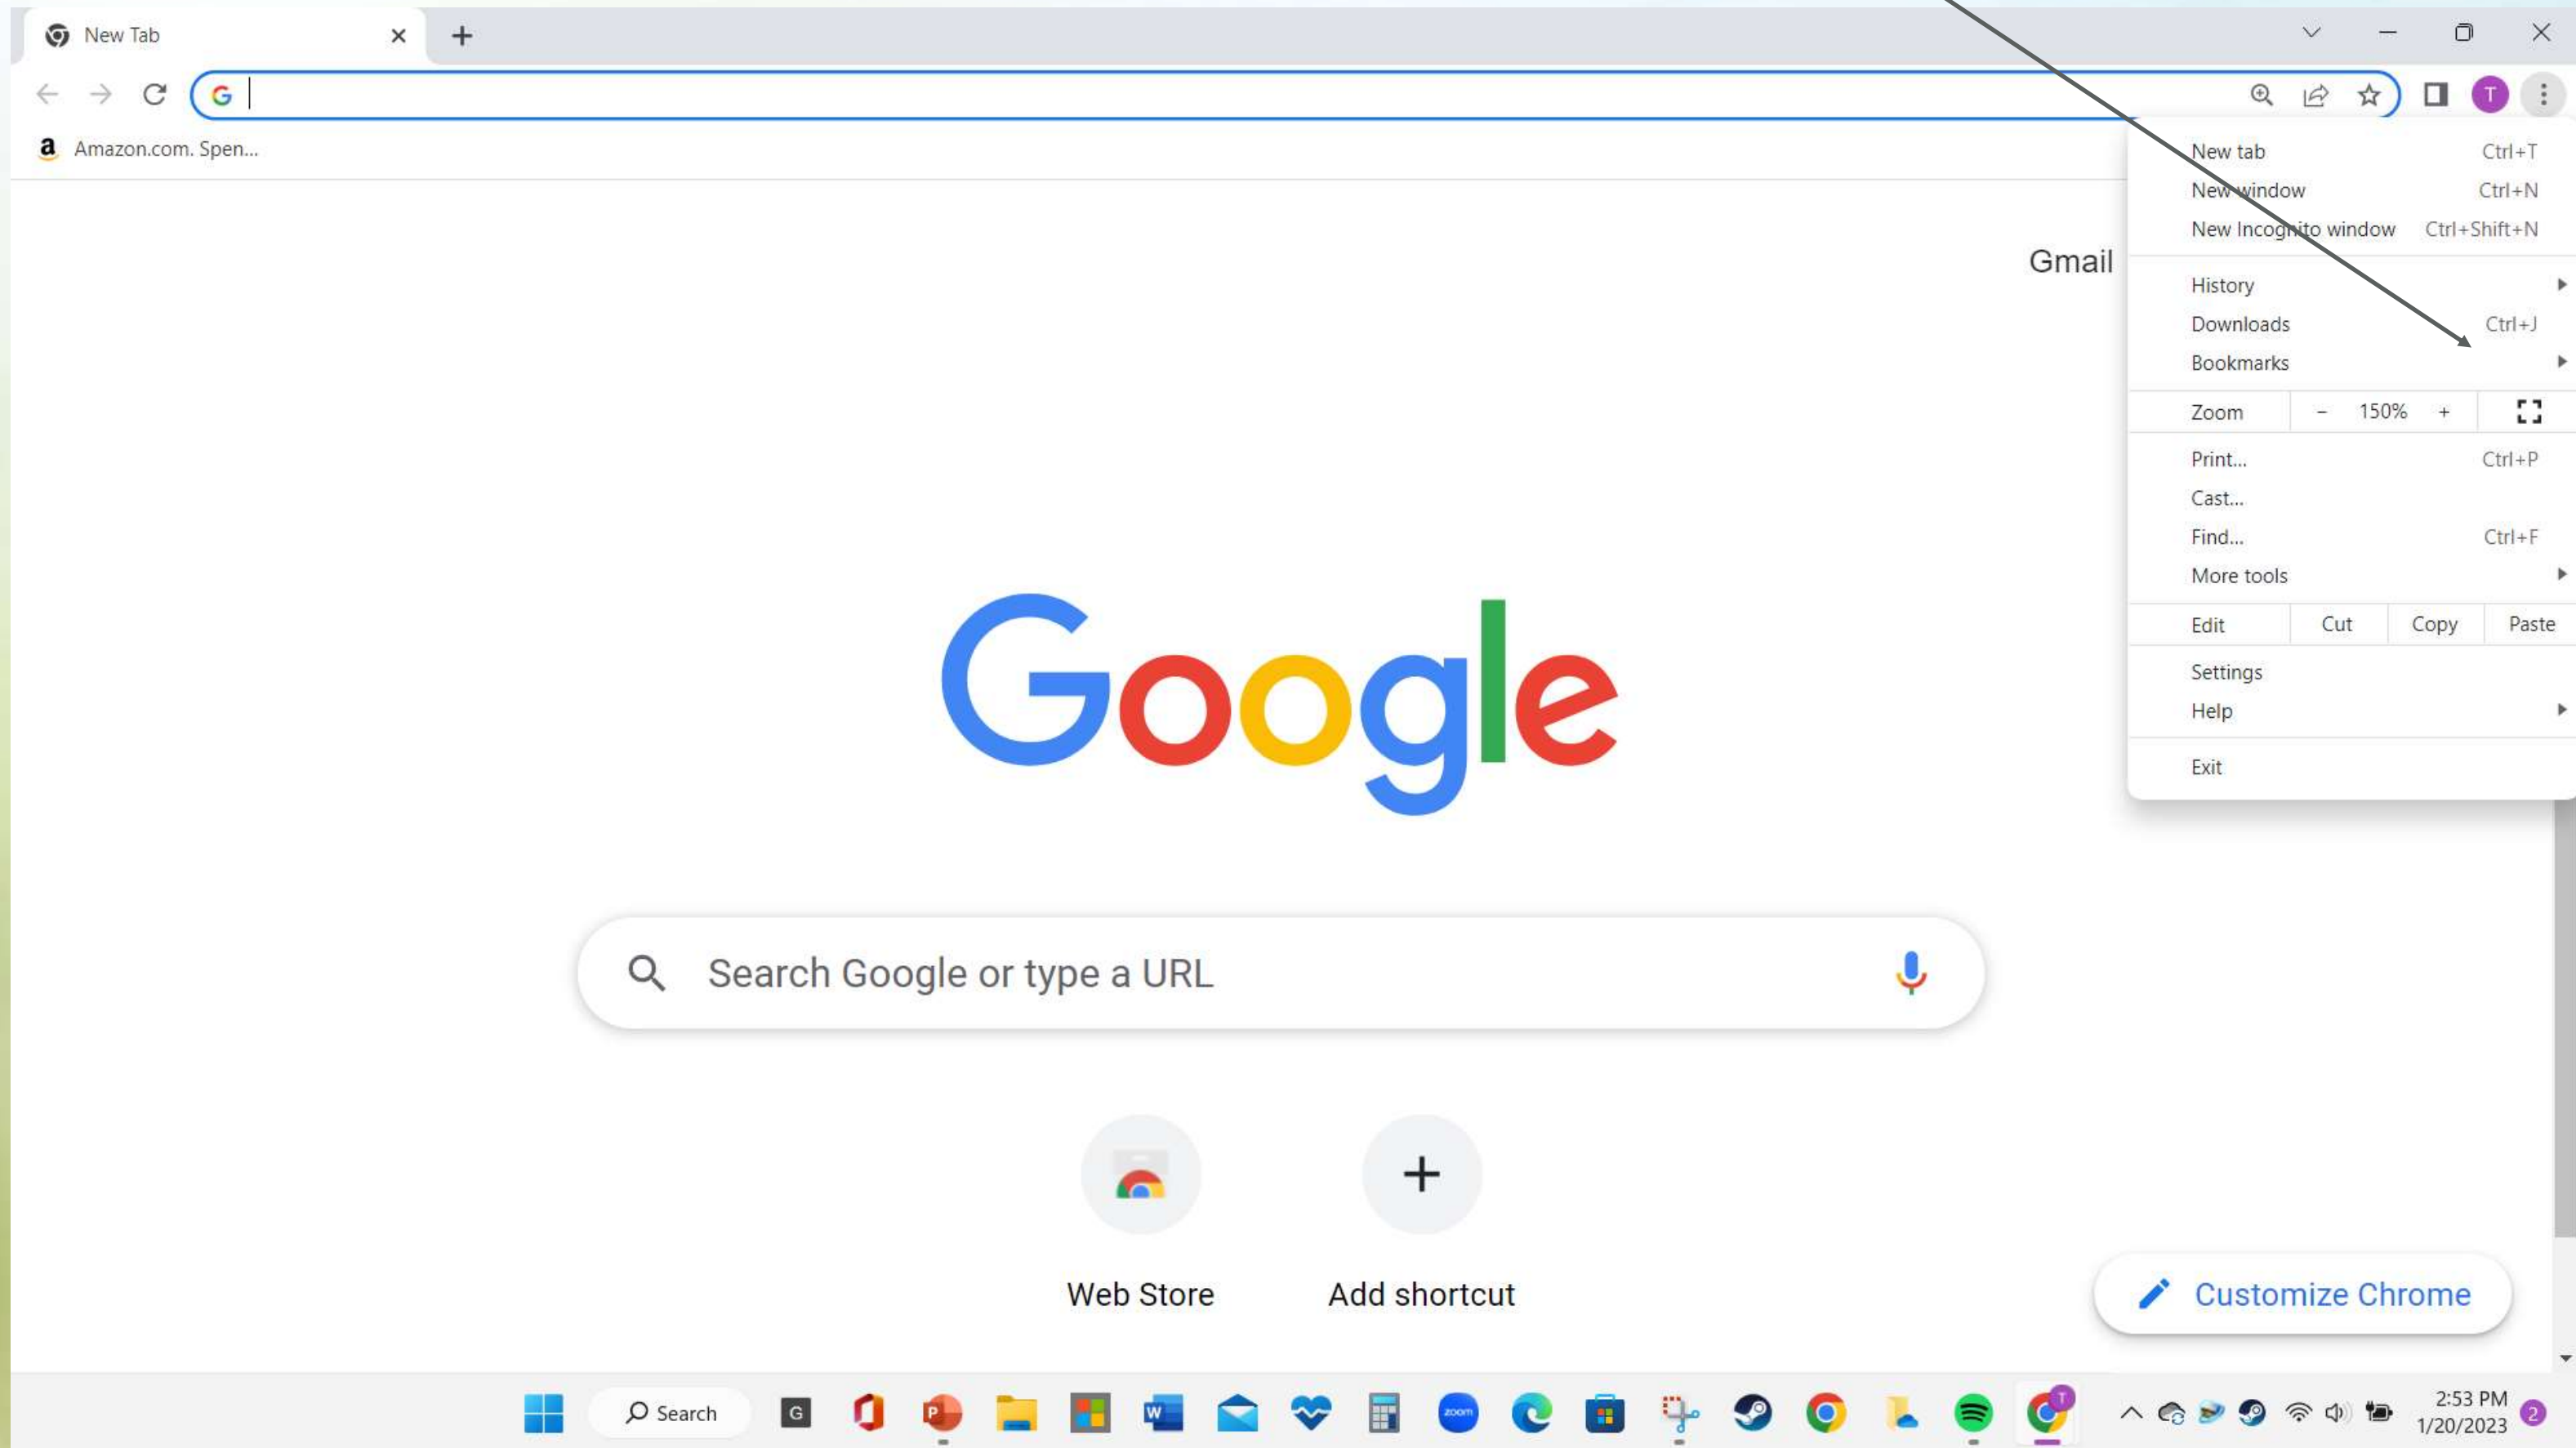 New Tab
Amazon.com. Spen...
Gmail
T
New tab Ctrl+T
New window Ctrl+N
New Incognito window Ctrl+Shift+N
History
Downloads Ctrl+J
Bookmarks
Zoom - 150% +
Print... Ctrl+P
Cast...
Find... Ctrl+F
More tools
Edit Cut Copy Paste
Settings
Help
Exit
Google
Search Google or type a URL
Web Store Add shortcut
Customize Chrome
Search G P W zoom T 2:53 PM
1/20/2023 2